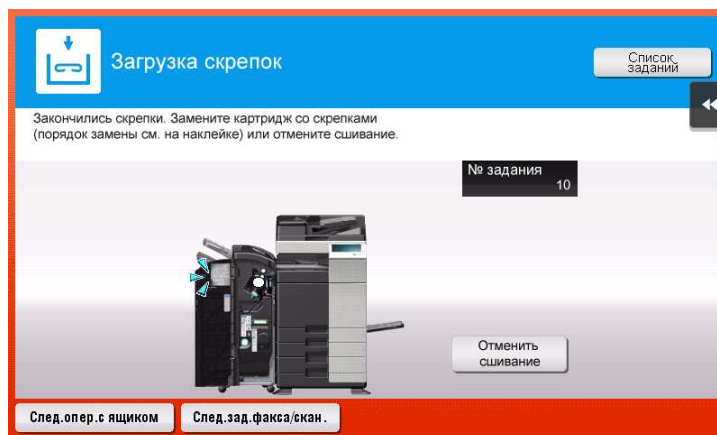 Загрузка скрепок
Список
заданий
Закончились скрепки. Замените картридж со скрепками
(порядок замены см. на наклейке) или отмените сшивание.
№ задания
10
Отменить
сшивание
След.опер.с ящиком
След.зад.факса/скан.